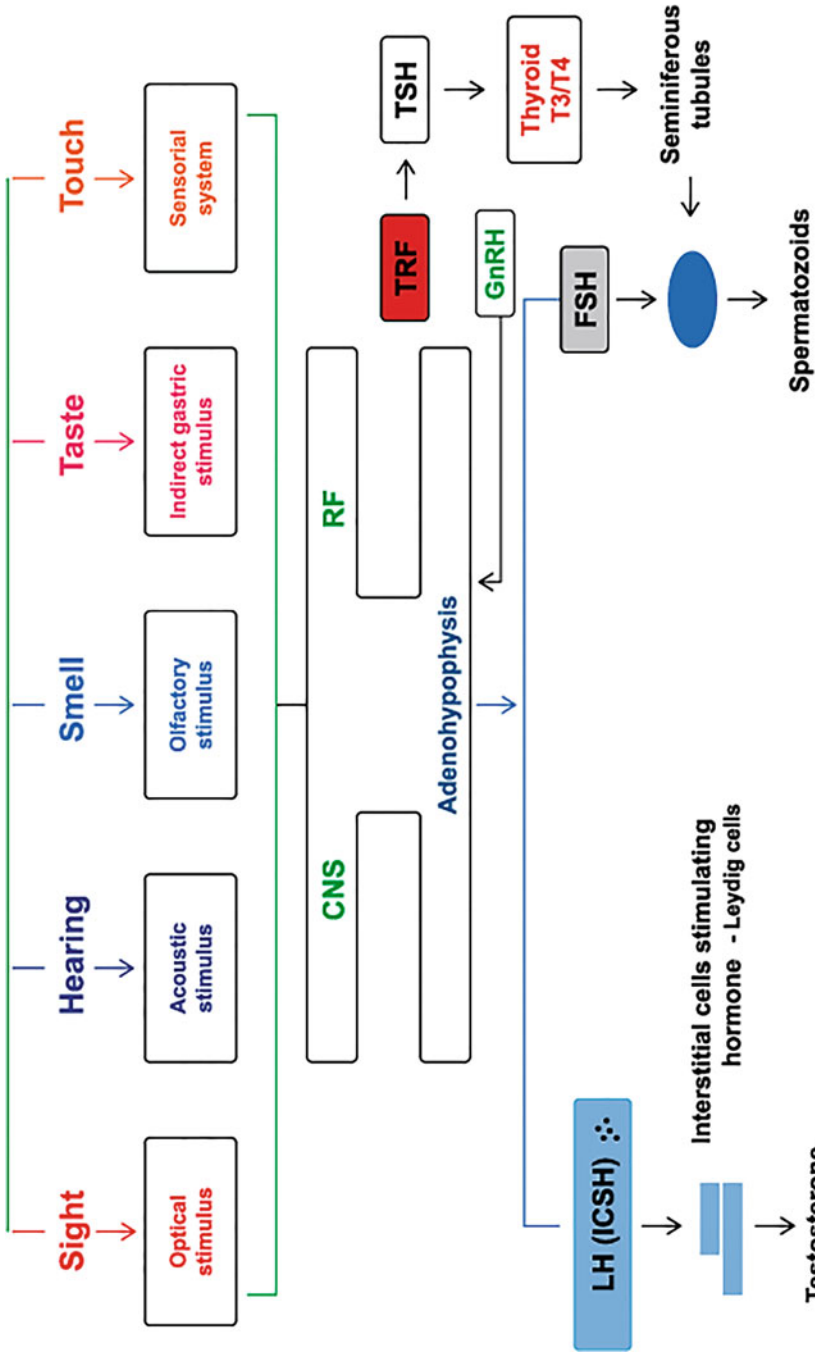 Sight
Hearing
Smell
Taste
Touch
Optical
stimulus
Acoustic
stimulus
Olfactory
stimulus
Indirect gastric
stimulus
Sensorial
system
CNS
RF
Adenohypophysis
TRF
TSH
GnRH
Thyroid
T3/T4
LH (ICSH)
FSH
Seminiferous
tubules
Interstitial cells stimulating
hormone - Leydig cells
Spermatozoids
Testosterone